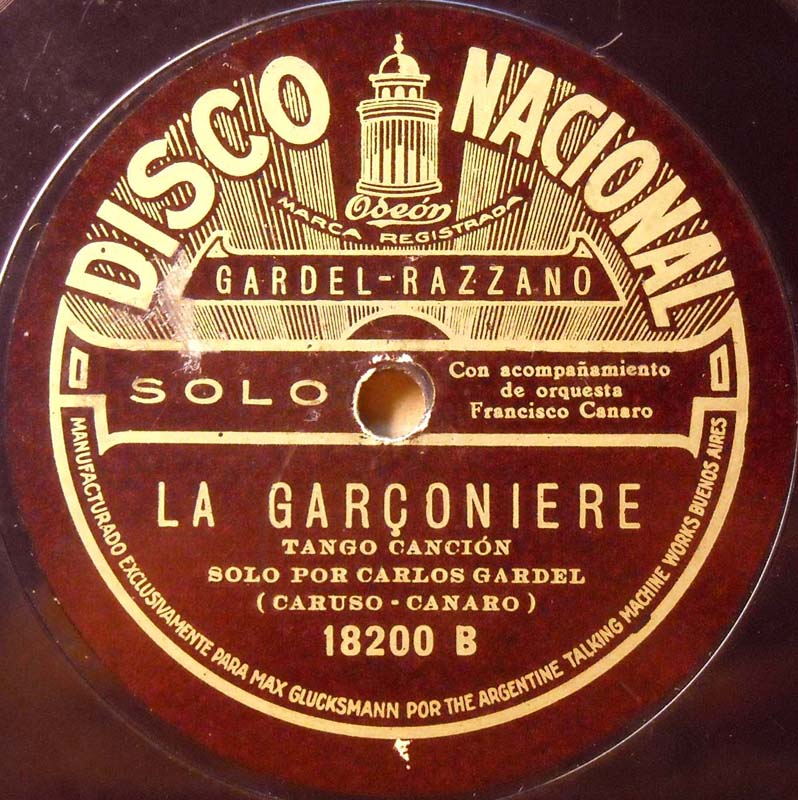 DISCO NACIONAL
Odeón
MARCA REGISTRADA
GARDEL-RAZZANO
SOLO
Con acompañamiento
de orquesta
Francisco Canaro
LA GARÇONIERE
TANGO CANCIÓN
SOLO POR CARLOS GARDEL
(CARUSO - CANARO)
18200 B
MANUFACTURADO EXCLUSIVAMENTE PARA MAX GLUCKSMANN POR THE ARGENTINE TALKING MACHINE WORKS BUENOS AIRES